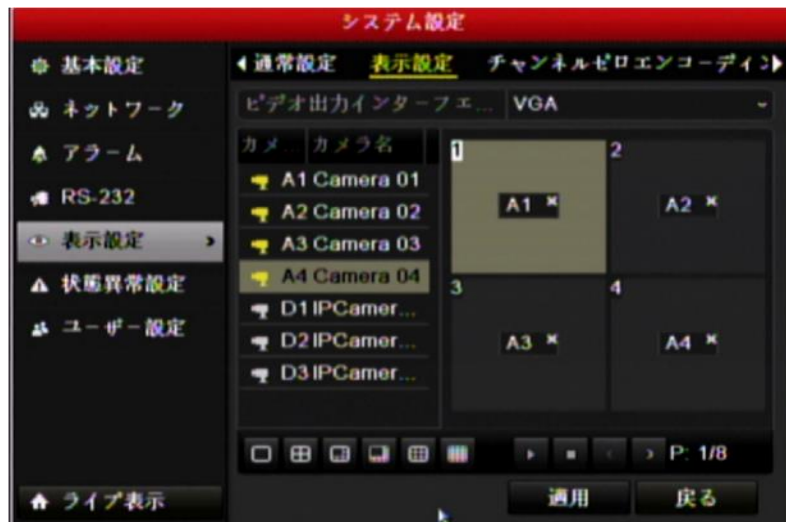 システム設定
基本設定
ネットワーク
アラーム
RS-232
表示設定
状態異常設定
ユーザー設定
ライブ表示
通常設定 表示設定 チャンネルゼロエンコーディ
ビデオ出力インターフェ... VGA
カメ... カメラ名
A1 Camera 01
A2 Camera 02
A3 Camera 03
A4 Camera 04
D1 IPCamer...
D2 IPCamer...
D3 IPCamer...
1 2
A1 A2
3 4
A3 A4
P: 1/8
適用 戻る